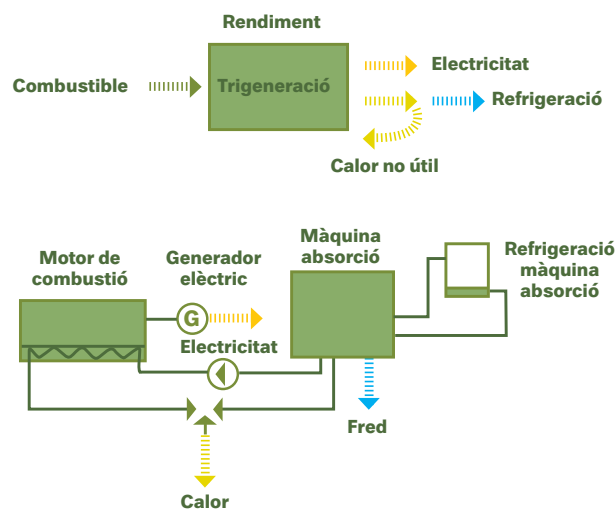 Rendiment
Combustible
Trigeneració
Electricitat
Refrigeració
Calor no útil
Motor de
combustió
Generador
elèctric
Màquina
absorció
Refrigeració
màquina
absorció
G
Electricitat
Fred
Calor